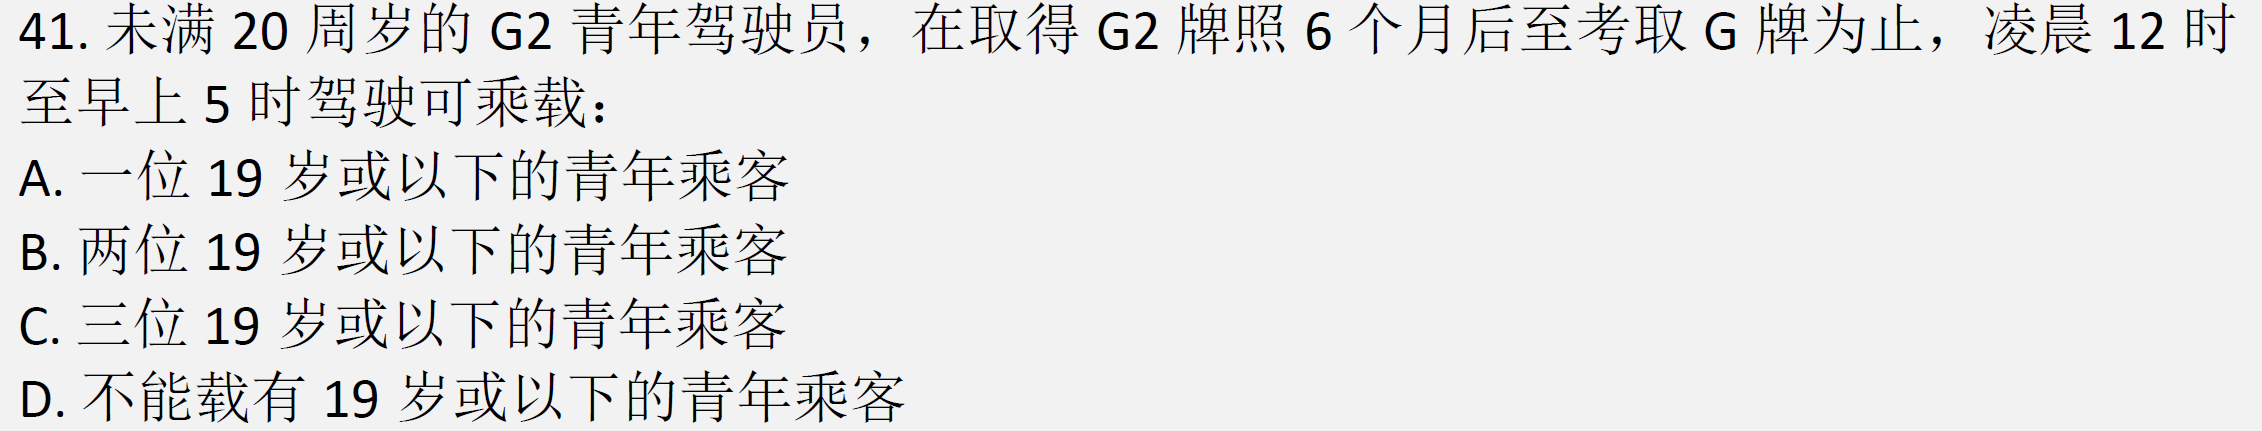 41. 未满 20 周岁的 G2 青年驾驶员，在取得 G2 牌照 6 个月后至考取 G 牌为止，凌晨 12 时
至早上 5 时驾驶可乘载：
A. 一位 19 岁或以下的青年乘客
B. 两位 19 岁或以下的青年乘客
C. 三位 19 岁或以下的青年乘客
D. 不能载有 19 岁或以下的青年乘客